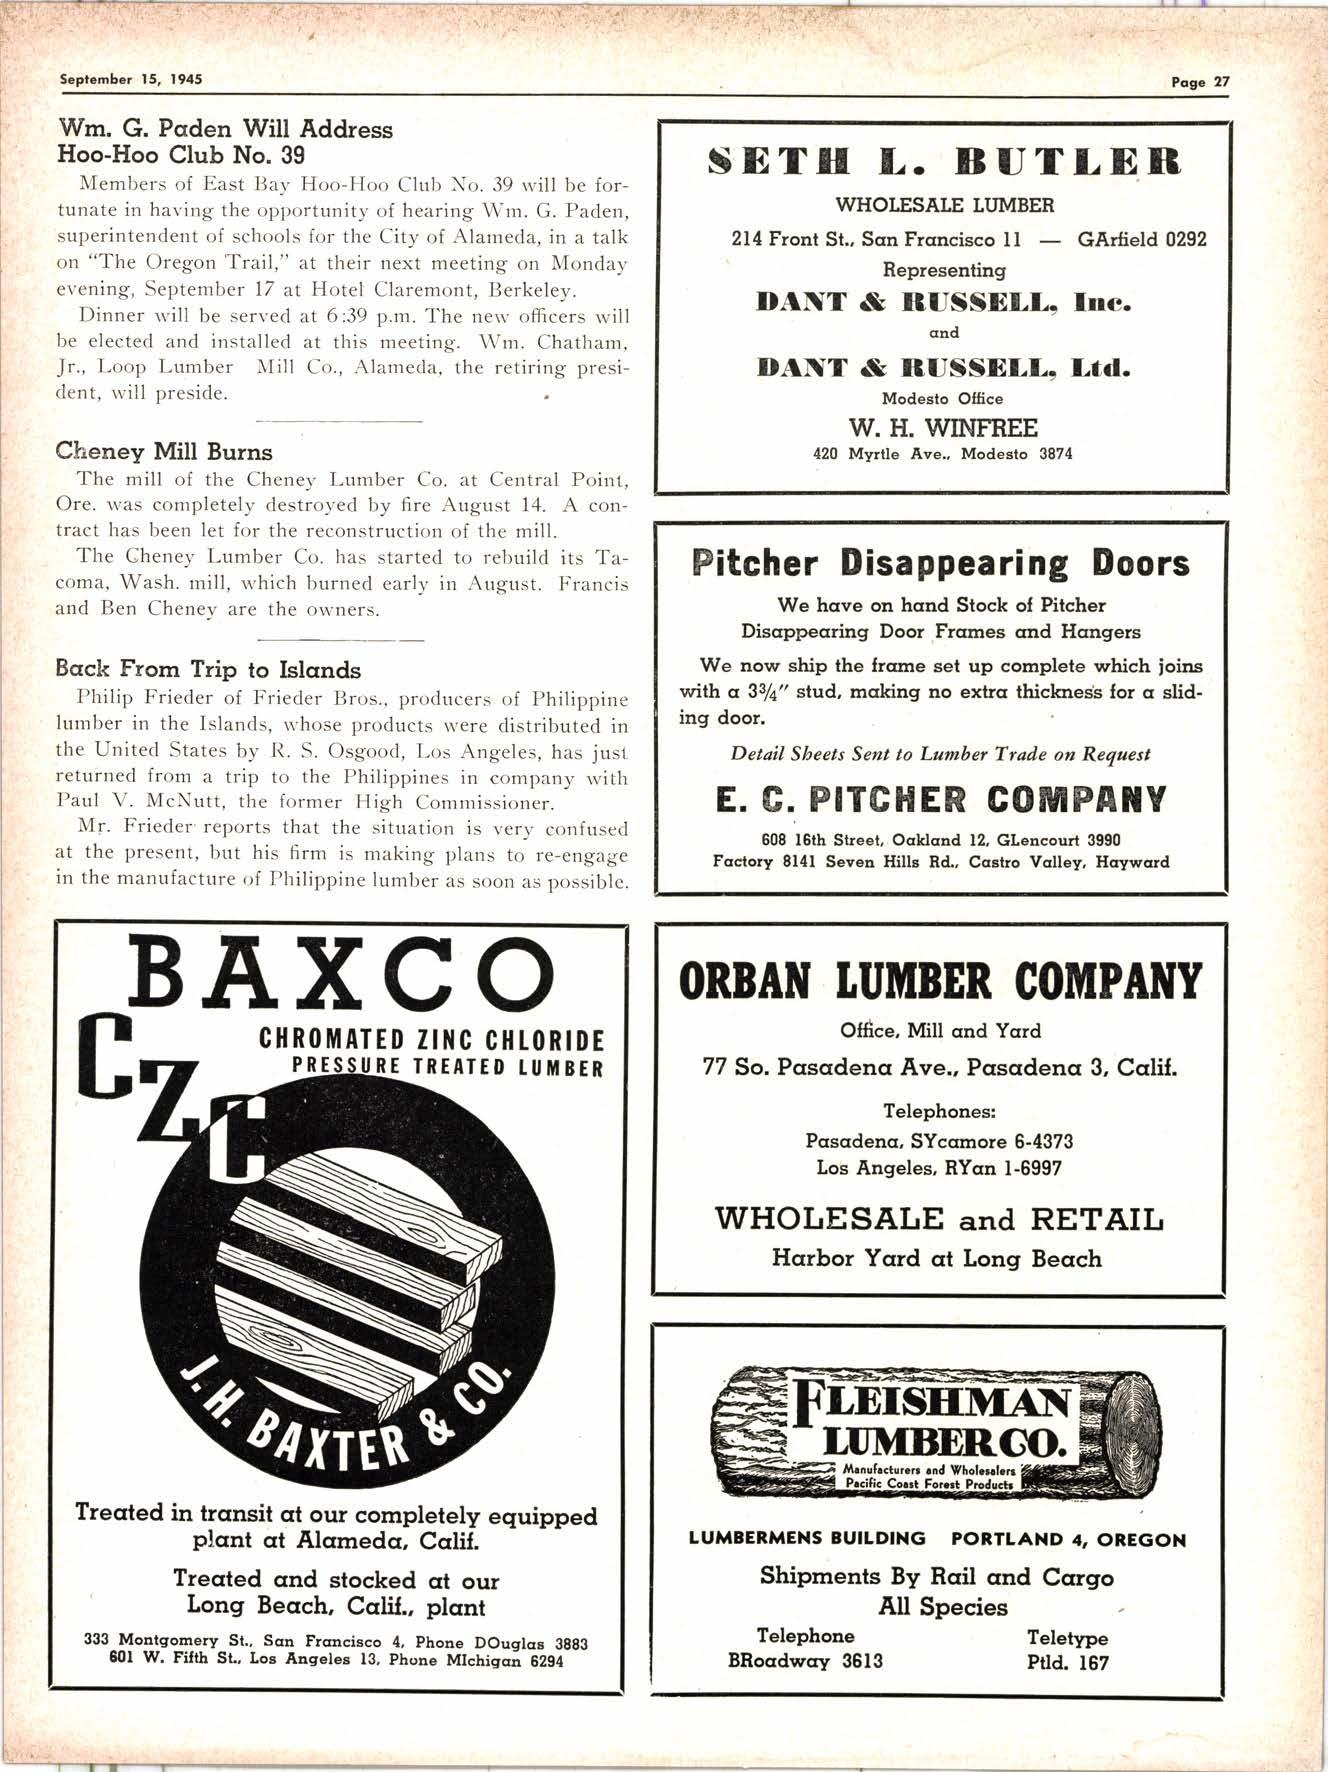 September 15, 1945
Page 27
Wm. G. Paden Will Address
Hoo-Hoo Club No. 39
Members of East Bay Hoo-Hoo Club No. 39 will be for-
tunate in having the opportunity of hearing Wm. G. Paden,
superintendent of schools for the City of Alameda, in a talk
on "The Oregon Trail," at their next meeting on Monday
evening, September 17 at Hotel Claremont, Berkeley.
Dinner will be served at 6:39 p.m. The new officers will
be elected and installed at this meeting. Wm. Chatham,
Jr., Loop Lumber Mill Co., Alameda, the retiring presi-
dent, will preside.
Cheney Mill Burns
The mill of the Cheney Lumber Co. at Central Point,
Ore. was completely destroyed by fire August 14. A con-
tract has been let for the reconstruction of the mill.
The Cheney Lumber Co. has started to rebuild its Ta-
coma, Wash. mill, which burned early in August. Francis
and Ben Cheney are the owners.
Back From Trip to Islands
Philip Frieder of Frieder Bros., producers of Philippine
lumber in the Islands, whose products were distributed in
the United States by R. S. Osgood, Los Angeles, has just
returned from a trip to the Philippines in company with
Paul V. McNutt, the former High Commissioner.
Mr. Frieder reports that the situation is very confused
at the present, but his firm is making plans to re-engage
in the manufacture of Philippine lumber as soon as possible.
BAXCO
CZC
CHROMATED ZINC CHLORIDE
PRESSURE TREATED LUMBER
J. H. BAXTER & CO.
Treated in transit at our completely equipped
plant at Alameda, Calif.
Treated and stocked at our
Long Beach, Calif., plant
333 Montgomery St., San Francisco 4, Phone DOuglas 3883
601 W. Fifth St., Los Angeles 13, Phone MIchigan 6294
SETH L. BUTLER
WHOLESALE LUMBER
214 Front St., San Francisco 11 — GArfield 0292
Representing
DANT & RUSSELL, Inc.
and
DANT & RUSSELL, Ltd.
Modesto Office
W. H. WINFREE
420 Myrtle Ave., Modesto 3874
Pitcher Disappearing Doors
We have on hand Stock of Pitcher
Disappearing Door Frames and Hangers
We now ship the frame set up complete which joins
with a 3¾" stud, making no extra thickness for a slid-
ing door.
Detail Sheets Sent to Lumber Trade on Request
E. C. PITCHER COMPANY
608 16th Street, Oakland 12, GLencourt 3990
Factory 8141 Seven Hills Rd., Castro Valley, Hayward
ORBAN LUMBER COMPANY
Office, Mill and Yard
77 So. Pasadena Ave., Pasadena 3, Calif.
Telephones:
Pasadena, SYcamore 6-4373
Los Angeles, RYan 1-6997
WHOLESALE and RETAIL
Harbor Yard at Long Beach
FLEISHMAN
LUMBER CO.
Manufacturers and Wholesalers
Pacific Coast Forest Products
LUMBERMENS BUILDING PORTLAND 4, OREGON
Shipments By Rail and Cargo
All Species
Telephone Teletype
BRoadway 3613 Ptld. 167